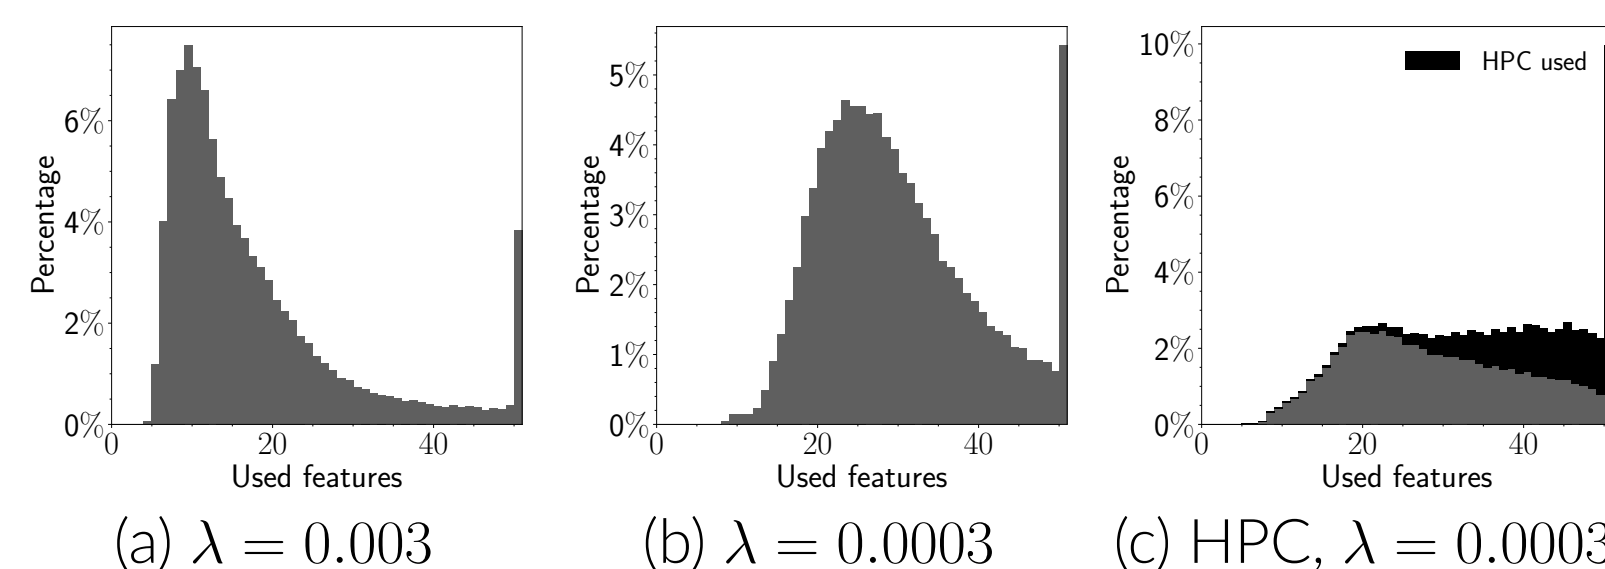 Percentage
6%
4%
2%
0%
0 20 40
Used features
(a) λ = 0.003
Percentage
5%
4%
3%
2%
1%
0%
0 20 40
Used features
(b) λ = 0.0003
Percentage
10%
8%
6%
4%
2%
0%
HPC used
0 20 40
Used features
(c) HPC, λ = 0.0003